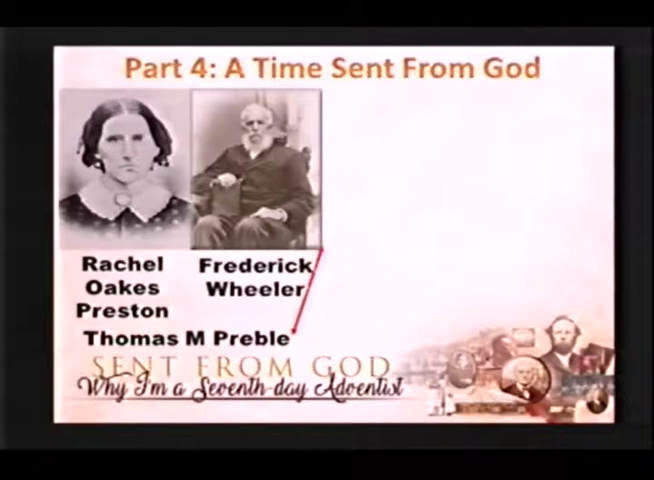 Part 4: A Time Sent From God
Rachel
Oakes
Preston
Frederick
Wheeler
Thomas M Preble
SENT FROM GOD
Why I'm a Seventh-day Adventist